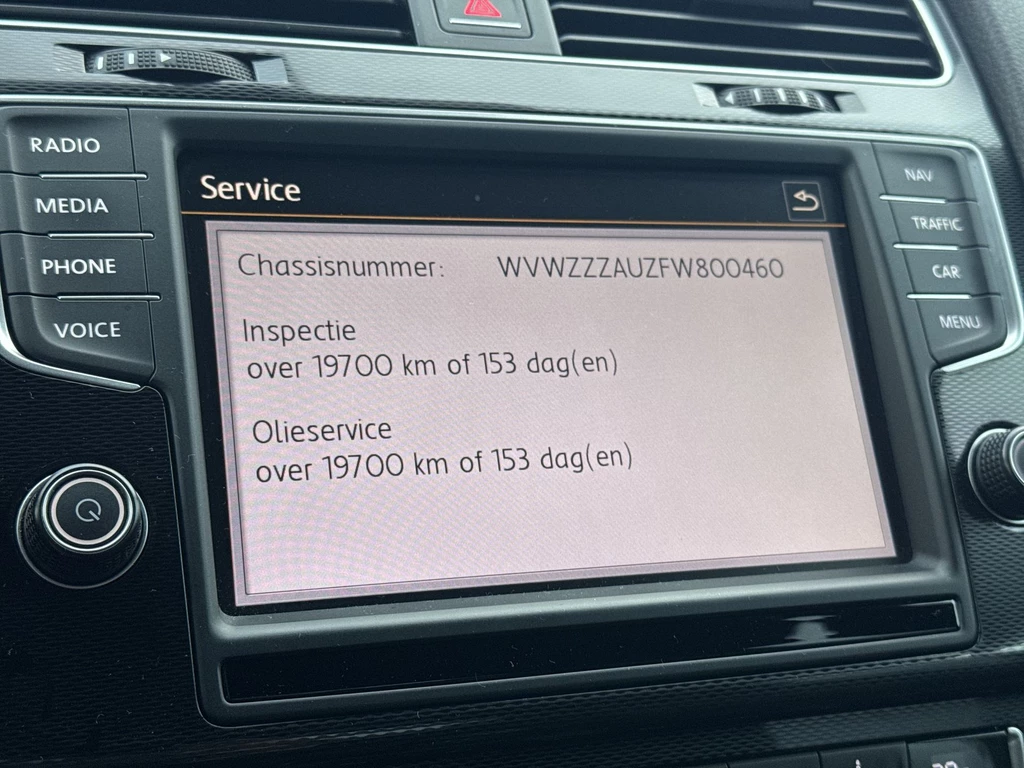 RADIO
MEDIA
PHONE
VOICE
Service
Chassisnummer: WVWZZZAUZFW800460
Inspectie
over 19700 km of 153 dag(en)
Olieservice
over 19700 km of 153 dag(en)
NAV
TRAFFIC
CAR
MENU